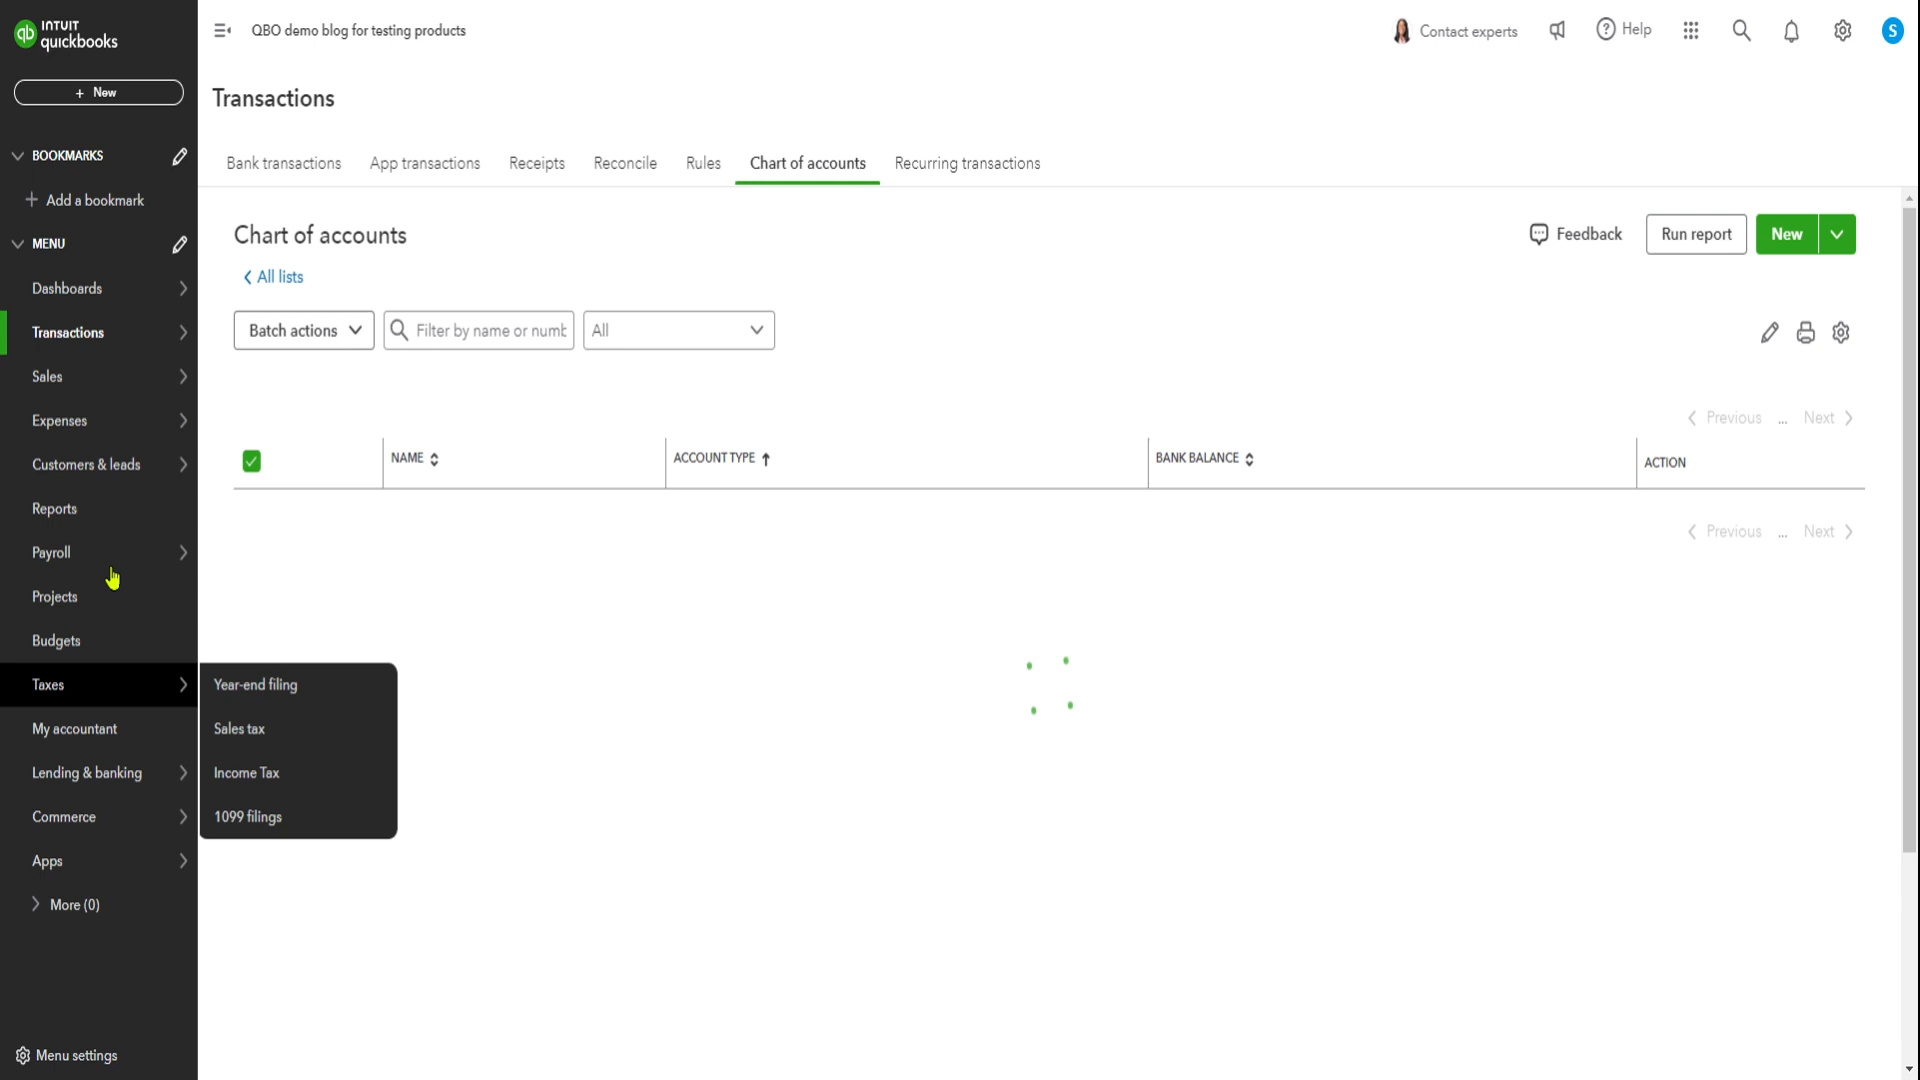 INTUIT
quickbooks
QBO demo blog for testing products
Contact experts
Help
S
+ New
Transactions
BOOKMARKS
Add a bookmark
Bank transactions
App transactions
Receipts
Reconcile
Rules
Chart of accounts
Recurring transactions
MENU
Dashboards
Transactions
Sales
Expenses
Customers & leads
Reports
Payroll
Projects
Budgets
Taxes
My accountant
Lending & banking
Commerce
Apps
More (0)
Menu settings
Year-end filing
Sales tax
Income Tax
1099 filings
Chart of accounts
Feedback
Run report
New
All lists
Batch actions
Filter by name or numb
All
Previous ... Next
NAME
ACCOUNT TYPE
BANK BALANCE
ACTION
Previous ... Next